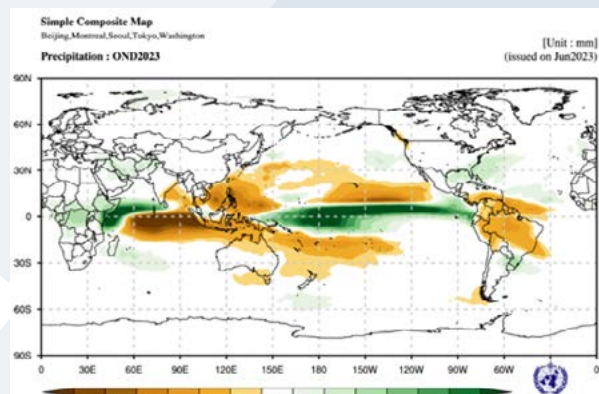 Simple Composite Map
Beijing,Montreal,Seoul,Tokyo,Washington
[Unit : mm]
Precipitation : OND2023
(issued on Jun2023)
90N
60N
30N
0
30S
60S
90S
0 30E 60E 90E 120E 150E 180 150W 120W 90W 60W